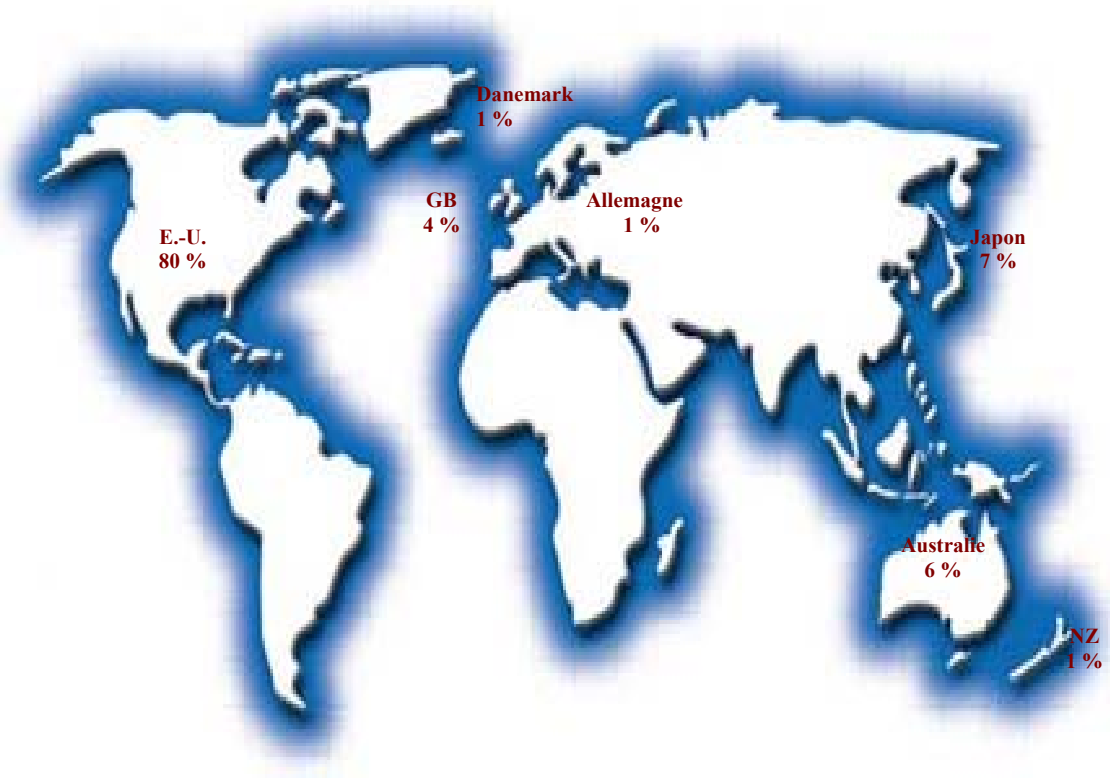 Danemark
1 %
GB
4 %
Allemagne
1 %
E.-U.
80 %
Japon
7 %
Australie
6 %
NZ
1 %